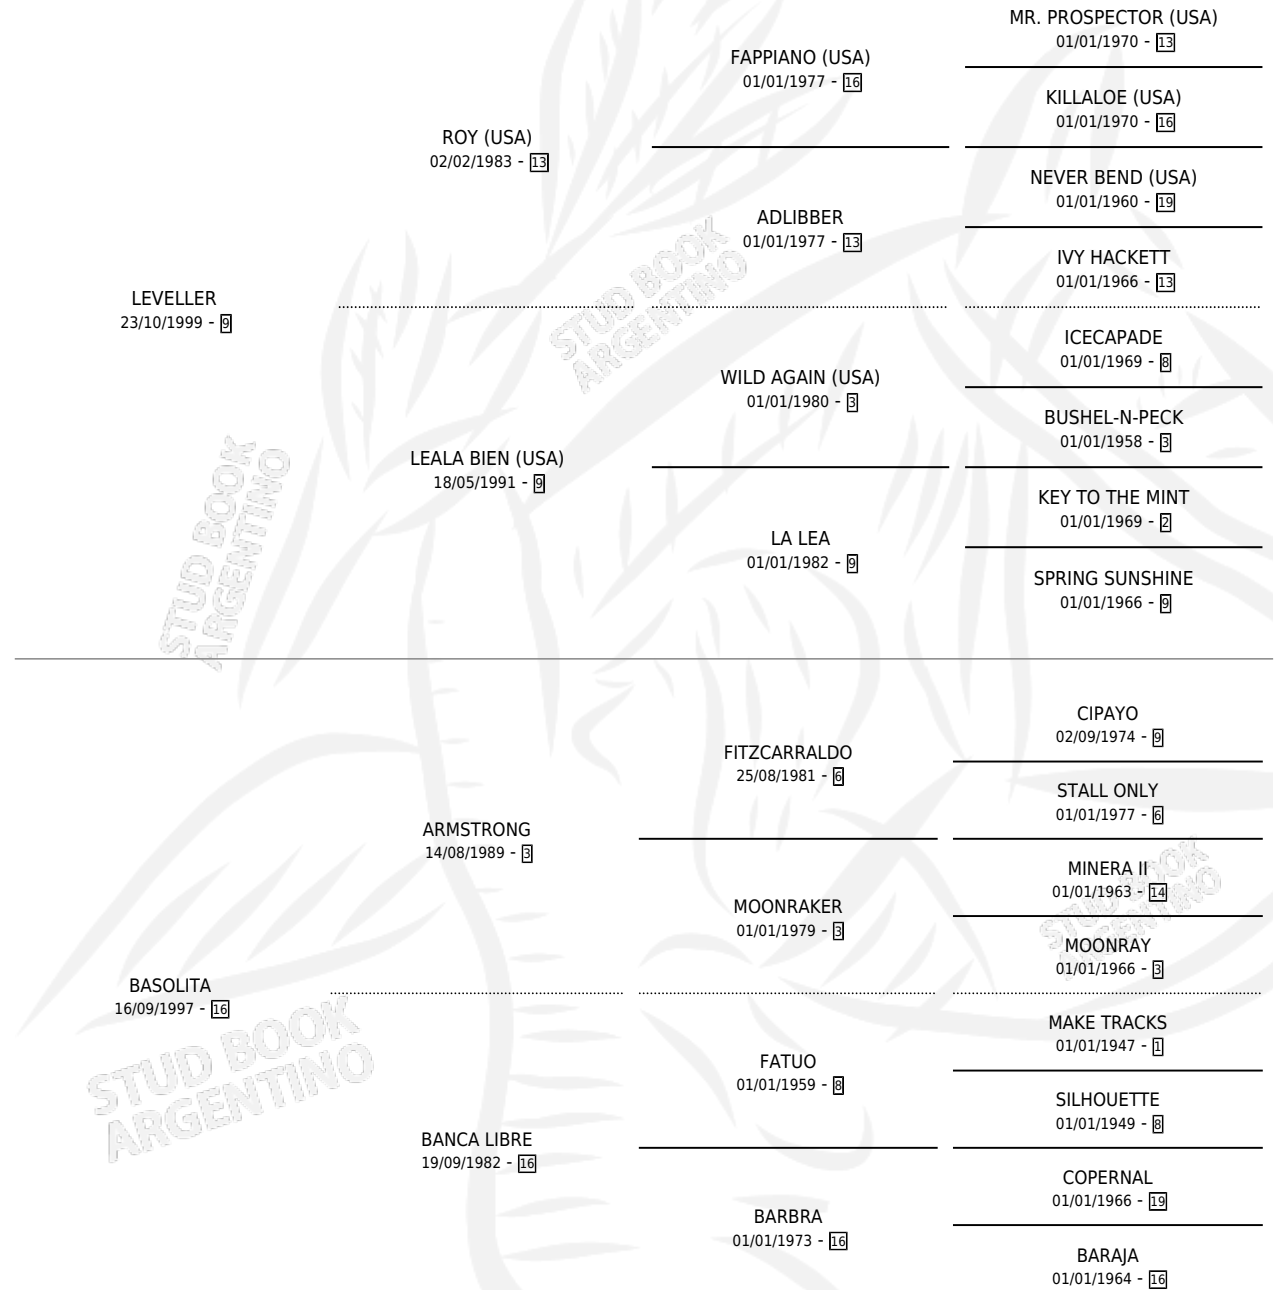 MR. PROSPECTOR (USA)
01/01/1970 - 13
FAPPIANO (USA)
01/01/1977 - 16
KILLALOE (USA)
01/01/1970 - 16
ROY (USA)
02/02/1983 - 13
NEVER BEND (USA)
01/01/1960 - 19
ADLIBBER
01/01/1977 - 13
IVY HACKETT
01/01/1966 - 13
LEVELLER
23/10/1999 - 9
ICECAPADE
01/01/1969 - 8
WILD AGAIN (USA)
01/01/1980 - 3
BUSHEL-N-PECK
01/01/1958 - 3
LEALA BIEN (USA)
18/05/1991 - 9
KEY TO THE MINT
01/01/1969 - 2
LA LEA
01/01/1982 - 9
SPRING SUNSHINE
01/01/1966 - 9
CIPAYO
02/09/1974 - 9
FITZCARRALDO
25/08/1981 - 6
STALL ONLY
01/01/1977 - 6
ARMSTRONG
14/08/1989 - 3
MINERA II
01/01/1963 - 14
MOONRAKER
01/01/1979 - 3
MOONRAY
01/01/1966 - 3
BASOLITA
16/09/1997 - 16
MAKE TRACKS
01/01/1947 - 1
FATUO
01/01/1959 - 8
SILHOUETTE
01/01/1949 - 8
BANCA LIBRE
19/09/1982 - 16
COPERNAL
01/01/1966 - 19
BARBRA
01/01/1973 - 16
BARAJA
01/01/1964 - 16
STUD BOOK
ARGENTINO
STUD BOOK
ARGENTINO
STUD BOOK
ARGENTINO
STUD BOOK
ARGENTINO